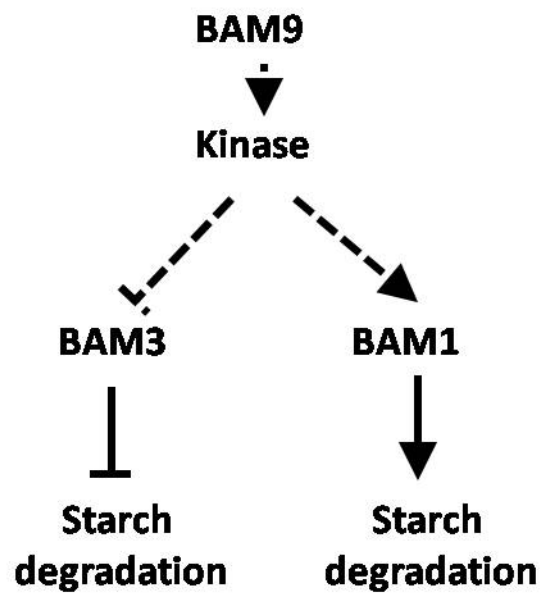 BAM9
Kinase
BAM3
BAM1
Starch
degradation
Starch
degradation